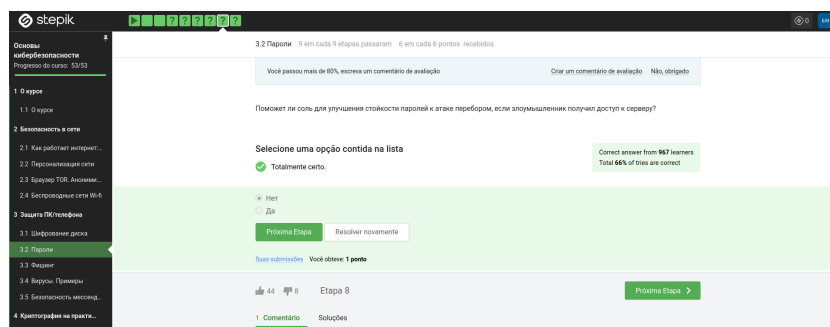 stepik
? ? ? ? ? ? ?
0
Основы
кибербезопасности
Progresso do curso: 53/53
1 О курсе
1.1 О курсе
2 Безопасность в сети
2.1 Как работает интернет:...
2.2 Персонализация сети
2.3 Браузер TOR. Аноними...
2.4 Беспроводные сети Wi-fi
3 Защита ПК/телефона
3.1 Шифрование диска
3.2 Пароли
3.3 Фишинг
3.4 Вирусы. Примеры
3.5 Безопасность мессенд...
4 Криптография на практи...
3.2 Пароли 9 em cada 9 etapas passaram 6 em cada 6 pontos recebidos
Você passou mais de 80%, escreva um comentário de avaliação Criar um comentário de avaliação Não, obrigado
Поможет ли соль для улучшения стойкости паролей к атаке перебором, если злоумышленник получил доступ к серверу?
Selecione uma opção contida na lista
Totalmente certo.
Correct answer from 967 learners
Total 66% of tries are correct
Нет
Да
Próxima Etapa Resolver novamente
Suas submissões Você obteve: 1 ponto
44 8 Etapa 8 Próxima Etapa
1 Comentário Soluções